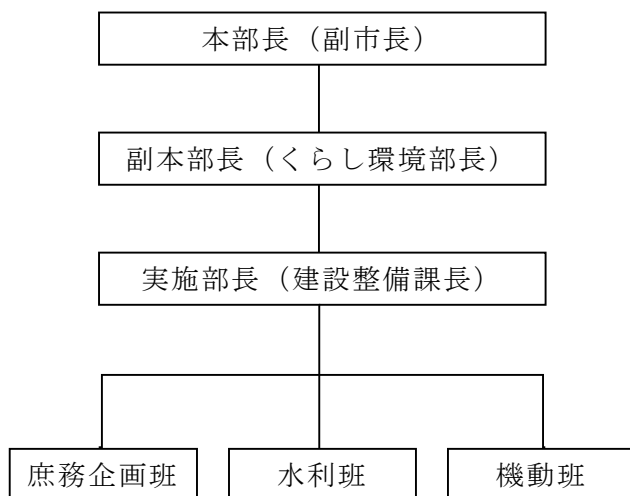 本部長（副市長）
副本部長（くらし環境部長）
実施部長（建設整備課長）
庶務企画班
水利班
機動班